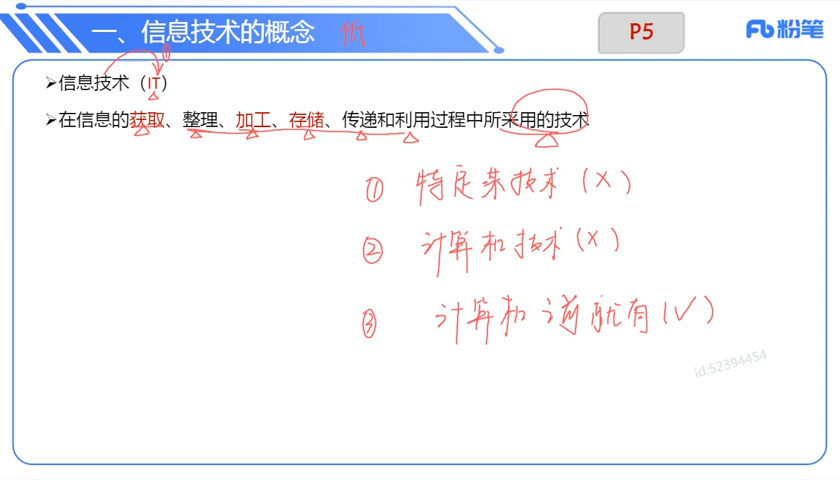 一、信息技术的概念
P5
粉笔
➢信息技术（IT）
➢在信息的获取、整理、加工、存储、传递和利用过程中所采用的技术
① 特定某技术（X）
② 计算机技术（X）
③ 计算机之前就有（√）
id:52394454